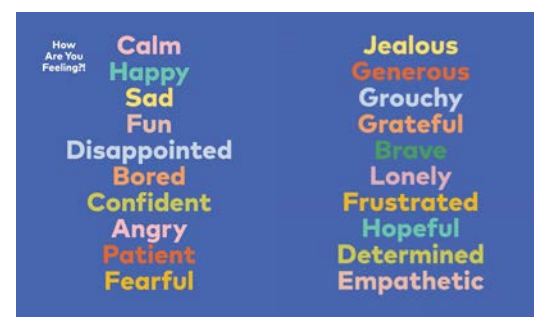 How
Are You
Feeling?!
Calm
Happy
Sad
Fun
Disappointed
Bored
Confident
Angry
Patient
Fearful
Jealous
Generous
Grouchy
Grateful
Brave
Lonely
Frustrated
Hopeful
Determined
Empathetic